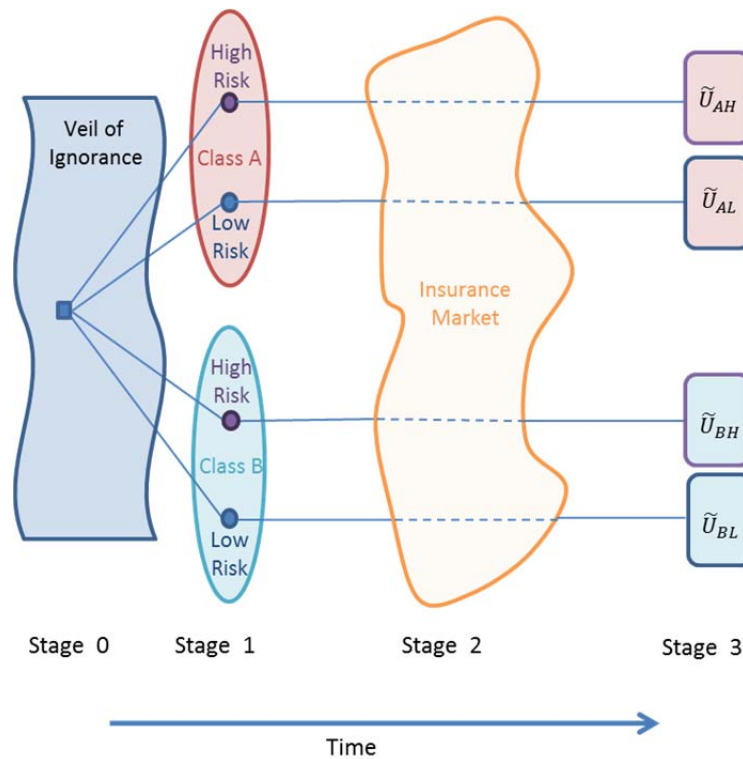 Veil of
Ignorance
High
Risk
Class A
Low
Risk
High
Risk
Class B
Low
Risk
Insurance
Market
Ũ_AH
Ũ_AL
Ũ_BH
Ũ_BL
Stage 0
Stage 1
Stage 2
Stage 3
Time